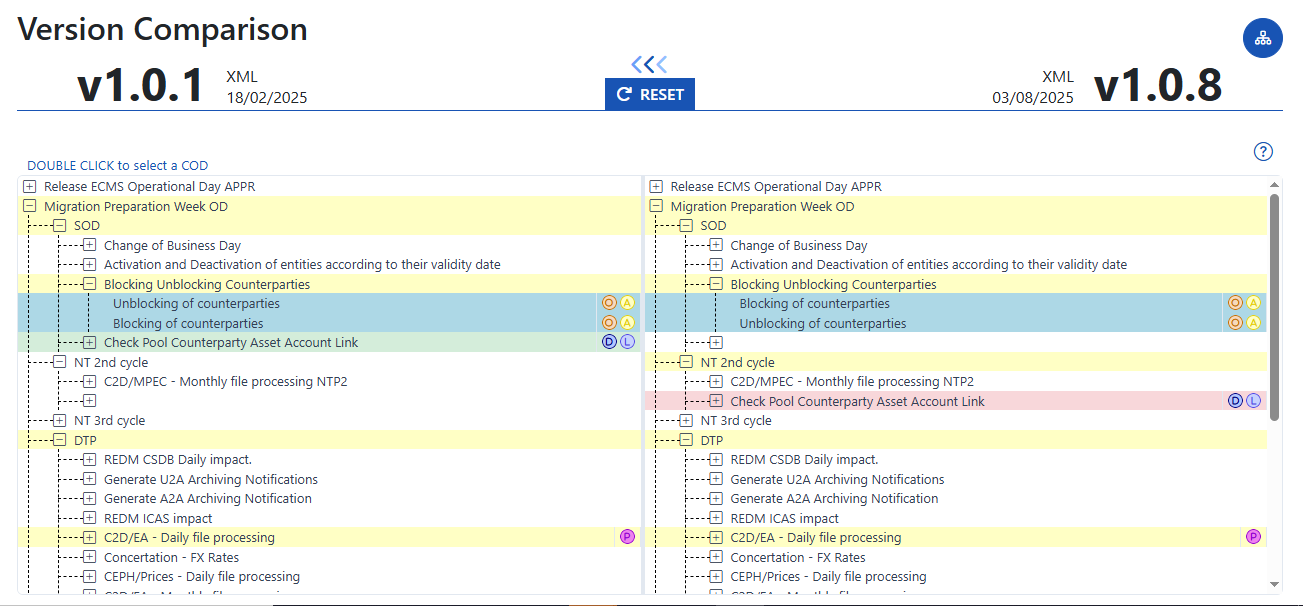 Version Comparison
v1.0.1
XML
18/02/2025
RESET
XML
03/08/2025
v1.0.8
?
DOUBLE CLICK to select a COD
Release ECMS Operational Day APPR
Migration Preparation Week OD
SOD
Change of Business Day
Activation and Deactivation of entities according to their validity date
Blocking Unblocking Counterparties
Unblocking of counterparties O A
Blocking of counterparties O A
Check Pool Counterparty Asset Account Link D L
NT 2nd cycle
C2D/MPEC - Monthly file processing NTP2
NT 3rd cycle
DTP
REDM CSDB Daily impact.
Generate U2A Archiving Notifications
Generate A2A Archiving Notification
REDM ICAS impact
C2D/EA - Daily file processing P
Concertation - FX Rates
CEPH/Prices - Daily file processing
Release ECMS Operational Day APPR
Migration Preparation Week OD
SOD
Change of Business Day
Activation and Deactivation of entities according to their validity date
Blocking Unblocking Counterparties
Blocking of counterparties O A
Unblocking of counterparties O A
NT 2nd cycle
C2D/MPEC - Monthly file processing NTP2
Check Pool Counterparty Asset Account Link D L
NT 3rd cycle
DTP
REDM CSDB Daily impact.
Generate U2A Archiving Notifications
Generate A2A Archiving Notification
REDM ICAS impact
C2D/EA - Daily file processing P
Concertation - FX Rates
CEPH/Prices - Daily file processing